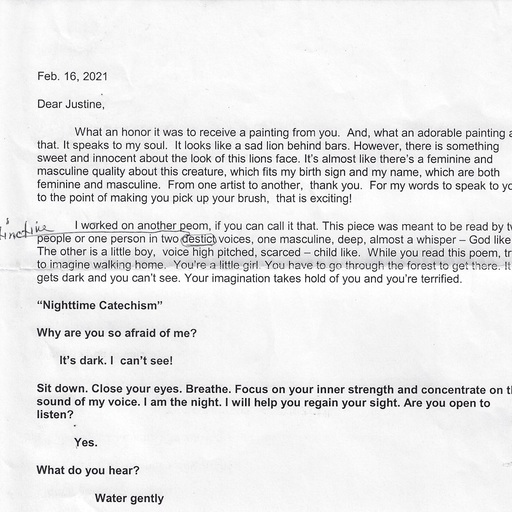 Feb. 16, 2021
Dear Justine,
What an honor it was to receive a painting from you. And, what an adorable painting a
that. It speaks to my soul. It looks like a sad lion behind bars. However, there is something
sweet and innocent about the look of this lions face. It's almost like there's a feminine and
masculine quality about this creature, which fits my birth sign and my name, which are both
feminine and masculine. From one artist to another, thank you. For my words to speak to yo
to the point of making you pick up your brush, that is exciting!
I worked on another peom, if you can call it that. This piece was meant to be read by tw
people or one person in two destict voices, one masculine, deep, almost a whisper – God like
The other is a little boy, voice high pitched, scarred – child like. While you read this poem, tr
to imagine walking home. You're a little girl. You have to go through the forest to get there. It
gets dark and you can't see. Your imagination takes hold of you and you're terrified.
"Nighttime Catechism"
Why are you so afraid of me?
It's dark. I can't see!
Sit down. Close your eyes. Breathe. Focus on your inner strength and concentrate on th
sound of my voice. I am the night. I will help you regain your sight. Are you open to
listen?
Yes.
What do you hear?
Water gently